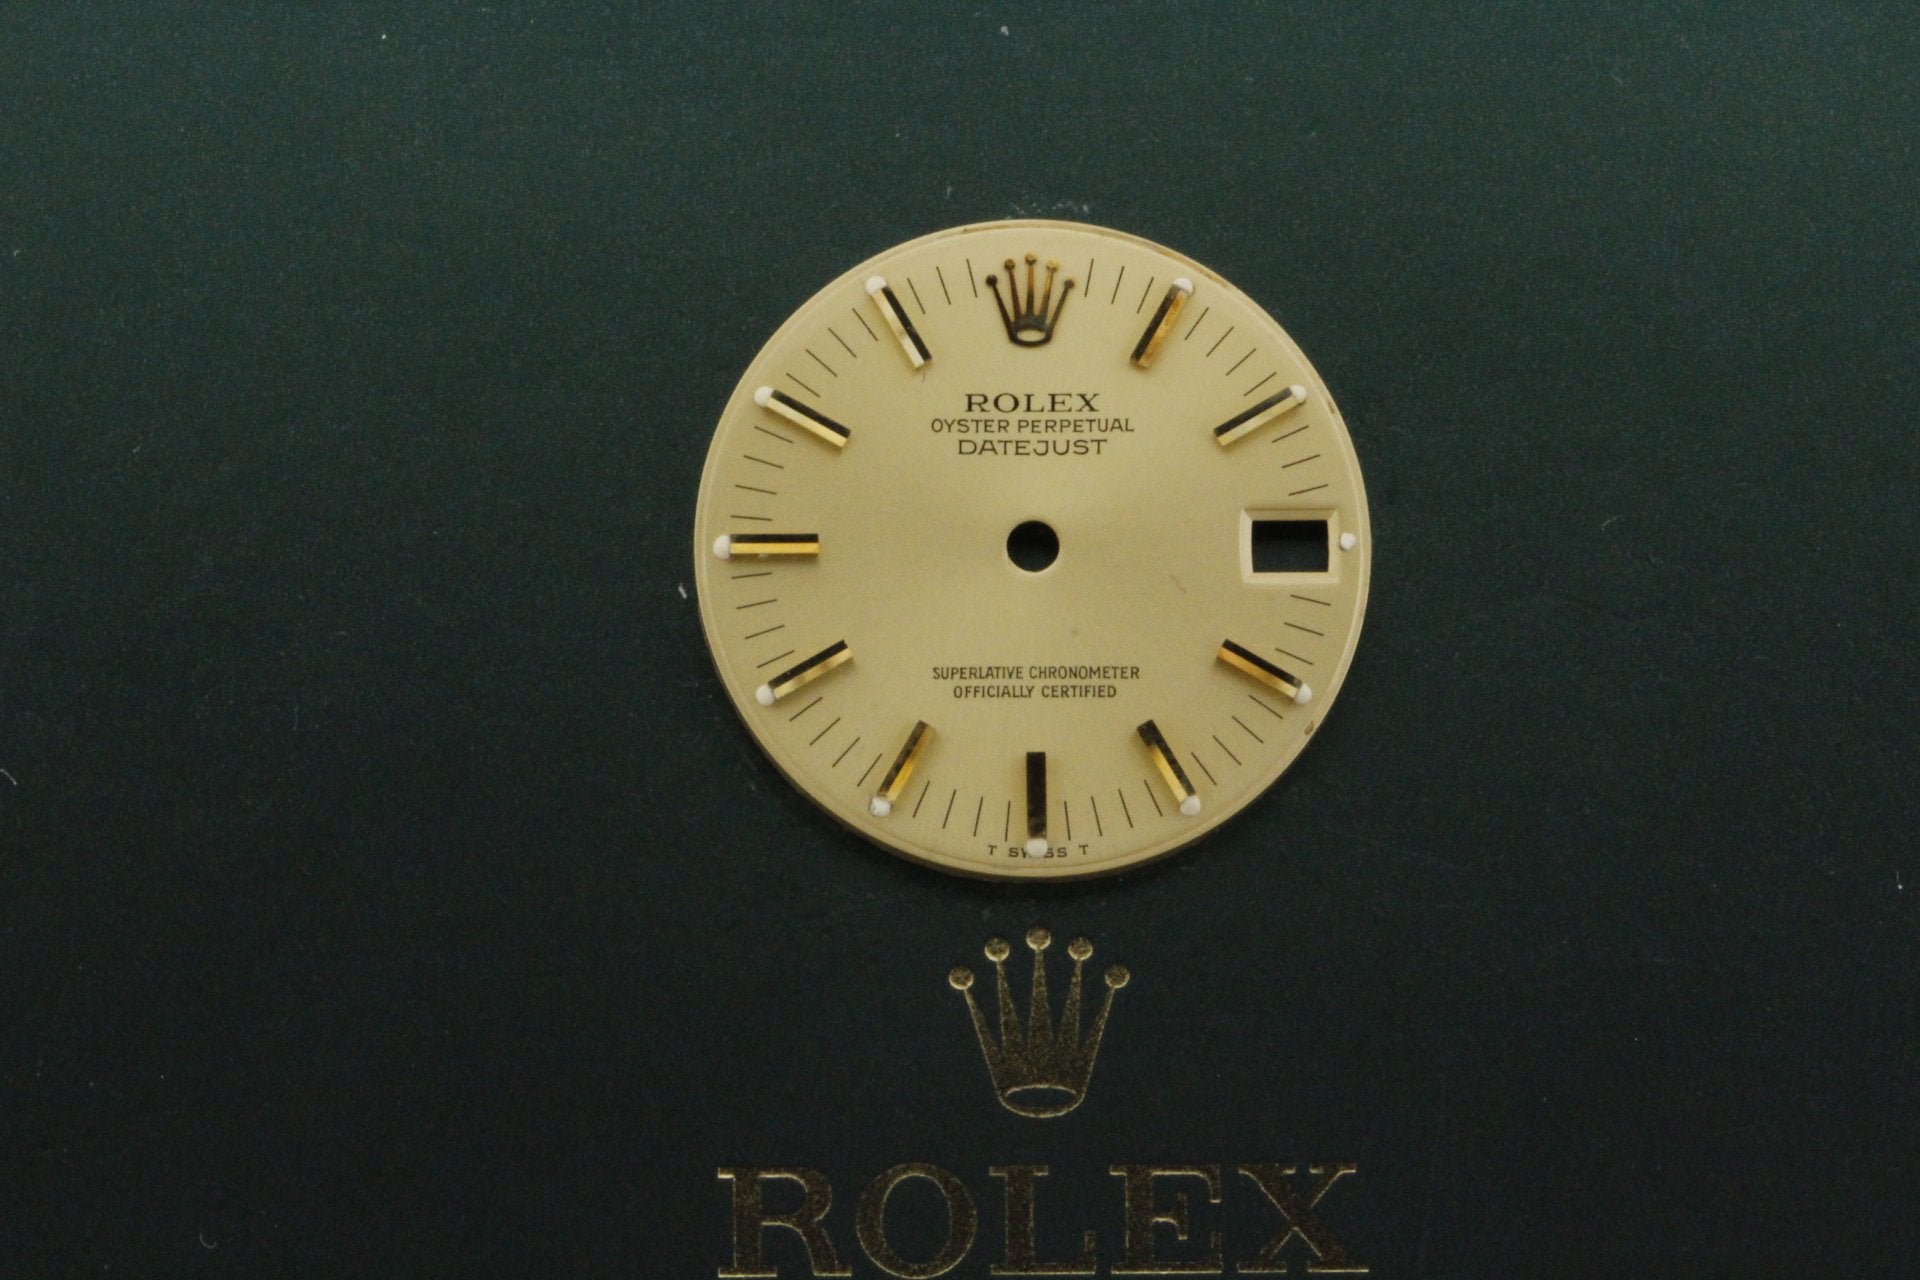 ROLEX
OYSTER PERPETUAL
DATEJUST
SUPERLATIVE CHRONOMETER
OFFICIALLY CERTIFIED
T SWISS T
ROLEX